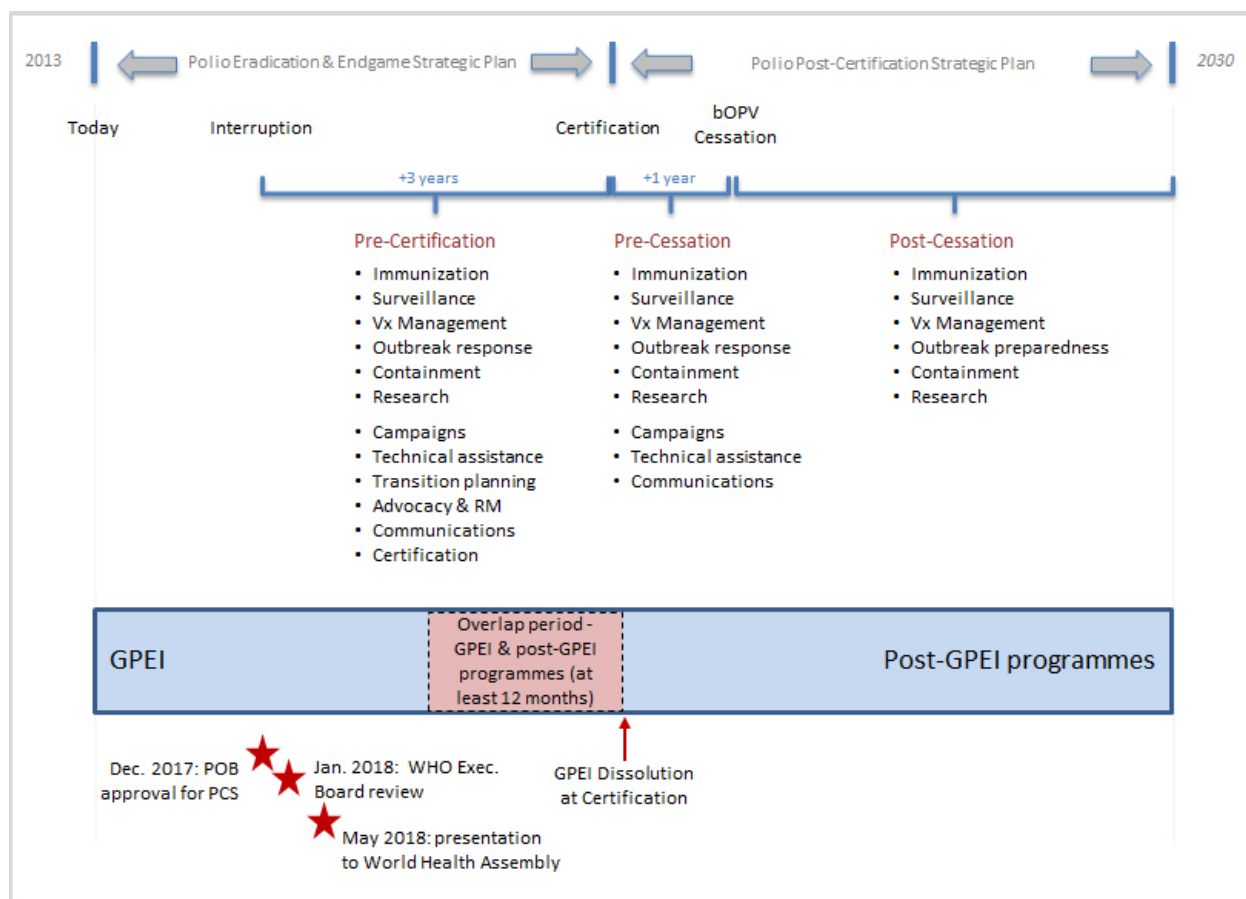 2013
Polio Eradication & Endgame Strategic Plan
Polio Post-Certification Strategic Plan
2030
Today
Interruption
Certification
bOPV
Cessation
+3 years
+1 year
Pre-Certification
• Immunization
• Surveillance
• Vx Management
• Outbreak response
• Containment
• Research
• Campaigns
• Technical assistance
• Transition planning
• Advocacy & RM
• Communications
• Certification
Pre-Cessation
• Immunization
• Surveillance
• Vx Management
• Outbreak response
• Containment
• Research
• Campaigns
• Technical assistance
• Communications
Post-Cessation
• Immunization
• Surveillance
• Vx Management
• Outbreak preparedness
• Containment
• Research
GPEI
Overlap period -
GPEI & post-GPEI
programmes (at
least 12 months)
Post-GPEI programmes
Dec. 2017: POB
approval for PCS
Jan. 2018: WHO Exec.
Board review
May 2018: presentation
to World Health Assembly
GPEI Dissolution
at Certification